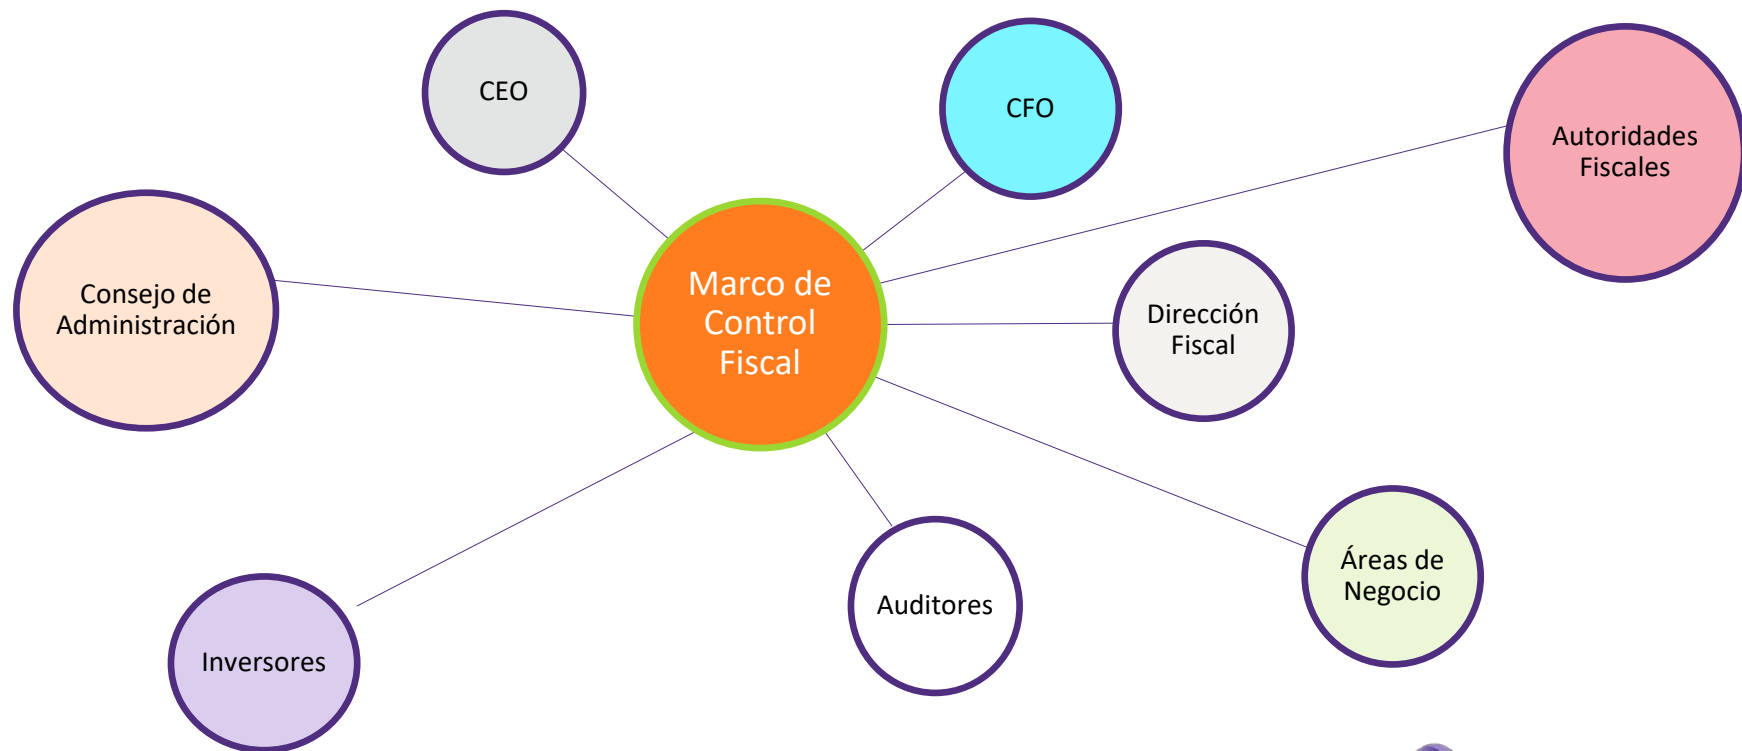 CEO
CFO
Autoridades
Fiscales
Consejo de
Administración
Marco de
Control
Fiscal
Dirección
Fiscal
Áreas de
Negocio
Auditores
Inversores